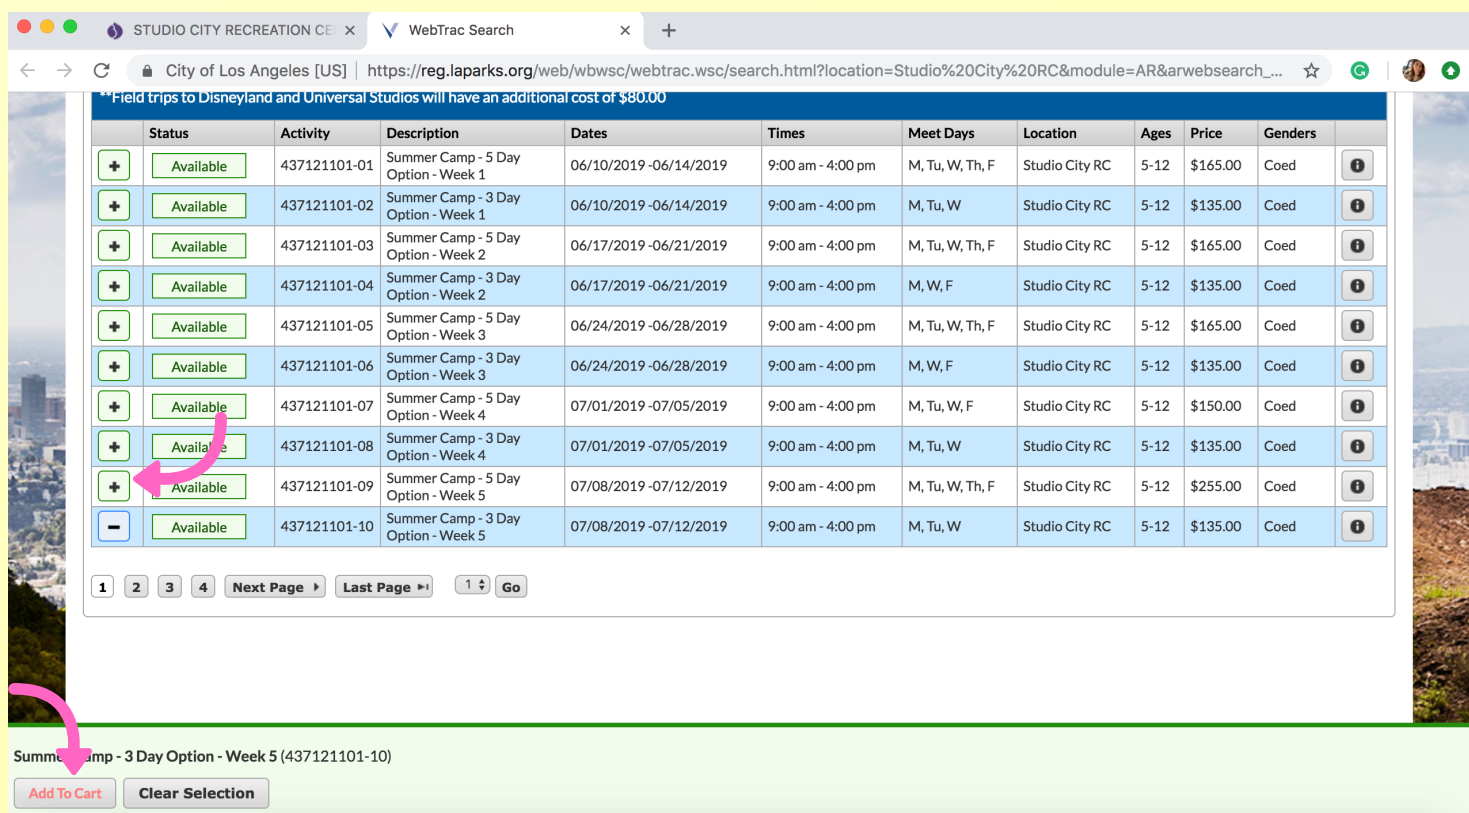 STUDIO CITY RECREATION CE
WebTrac Search
City of Los Angeles [US] | https://reg.laparks.org/web/wbwsc/webtrac.wsc/search.html?location=Studio%20City%20RC&module=AR&arwebsearch_...
**Field trips to Disneyland and Universal Studios will have an additional cost of $80.00
Status Activity Description Dates Times Meet Days Location Ages Price Genders
Available 437121101-01 Summer Camp - 5 Day Option - Week 1 06/10/2019 -06/14/2019 9:00 am - 4:00 pm M, Tu, W, Th, F Studio City RC 5-12 $165.00 Coed
Available 437121101-02 Summer Camp - 3 Day Option - Week 1 06/10/2019 -06/14/2019 9:00 am - 4:00 pm M, Tu, W Studio City RC 5-12 $135.00 Coed
Available 437121101-03 Summer Camp - 5 Day Option - Week 2 06/17/2019 -06/21/2019 9:00 am - 4:00 pm M, Tu, W, Th, F Studio City RC 5-12 $165.00 Coed
Available 437121101-04 Summer Camp - 3 Day Option - Week 2 06/17/2019 -06/21/2019 9:00 am - 4:00 pm M, W, F Studio City RC 5-12 $135.00 Coed
Available 437121101-05 Summer Camp - 5 Day Option - Week 3 06/24/2019 -06/28/2019 9:00 am - 4:00 pm M, Tu, W, Th, F Studio City RC 5-12 $165.00 Coed
Available 437121101-06 Summer Camp - 3 Day Option - Week 3 06/24/2019 -06/28/2019 9:00 am - 4:00 pm M, W, F Studio City RC 5-12 $135.00 Coed
Available 437121101-07 Summer Camp - 5 Day Option - Week 4 07/01/2019 -07/05/2019 9:00 am - 4:00 pm M, Tu, W, F Studio City RC 5-12 $150.00 Coed
Available 437121101-08 Summer Camp - 3 Day Option - Week 4 07/01/2019 -07/05/2019 9:00 am - 4:00 pm M, Tu, W Studio City RC 5-12 $135.00 Coed
Available 437121101-09 Summer Camp - 5 Day Option - Week 5 07/08/2019 -07/12/2019 9:00 am - 4:00 pm M, Tu, W, Th, F Studio City RC 5-12 $255.00 Coed
Available 437121101-10 Summer Camp - 3 Day Option - Week 5 07/08/2019 -07/12/2019 9:00 am - 4:00 pm M, Tu, W Studio City RC 5-12 $135.00 Coed
1 2 3 4 Next Page Last Page 1 Go
Summer Camp - 3 Day Option - Week 5 (437121101-10)
Add To Cart Clear Selection